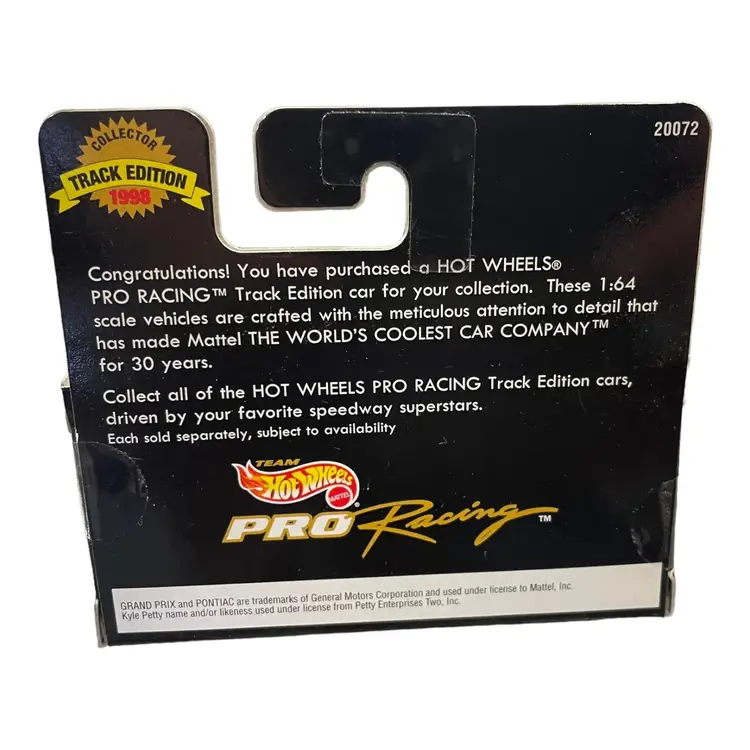 COLLECTOR
TRACK EDITION
1998
20072
Congratulations! You have purchased a HOT WHEELS®
PRO RACING™ Track Edition car for your collection. These 1:64
scale vehicles are crafted with the meticulous attention to detail that
has made Mattel THE WORLD'S COOLEST CAR COMPANY™
for 30 years.
Collect all of the HOT WHEELS PRO RACING Track Edition cars,
driven by your favorite speedway superstars.
Each sold separately, subject to availability
TEAM
Hot Wheels
MATTEL
PRO Racing™
GRAND PRIX and PONTIAC are trademarks of General Motors Corporation and used under license to Mattel, Inc.
Kyle Petty name and/or likeness used under license from Petty Enterprises Two, Inc.